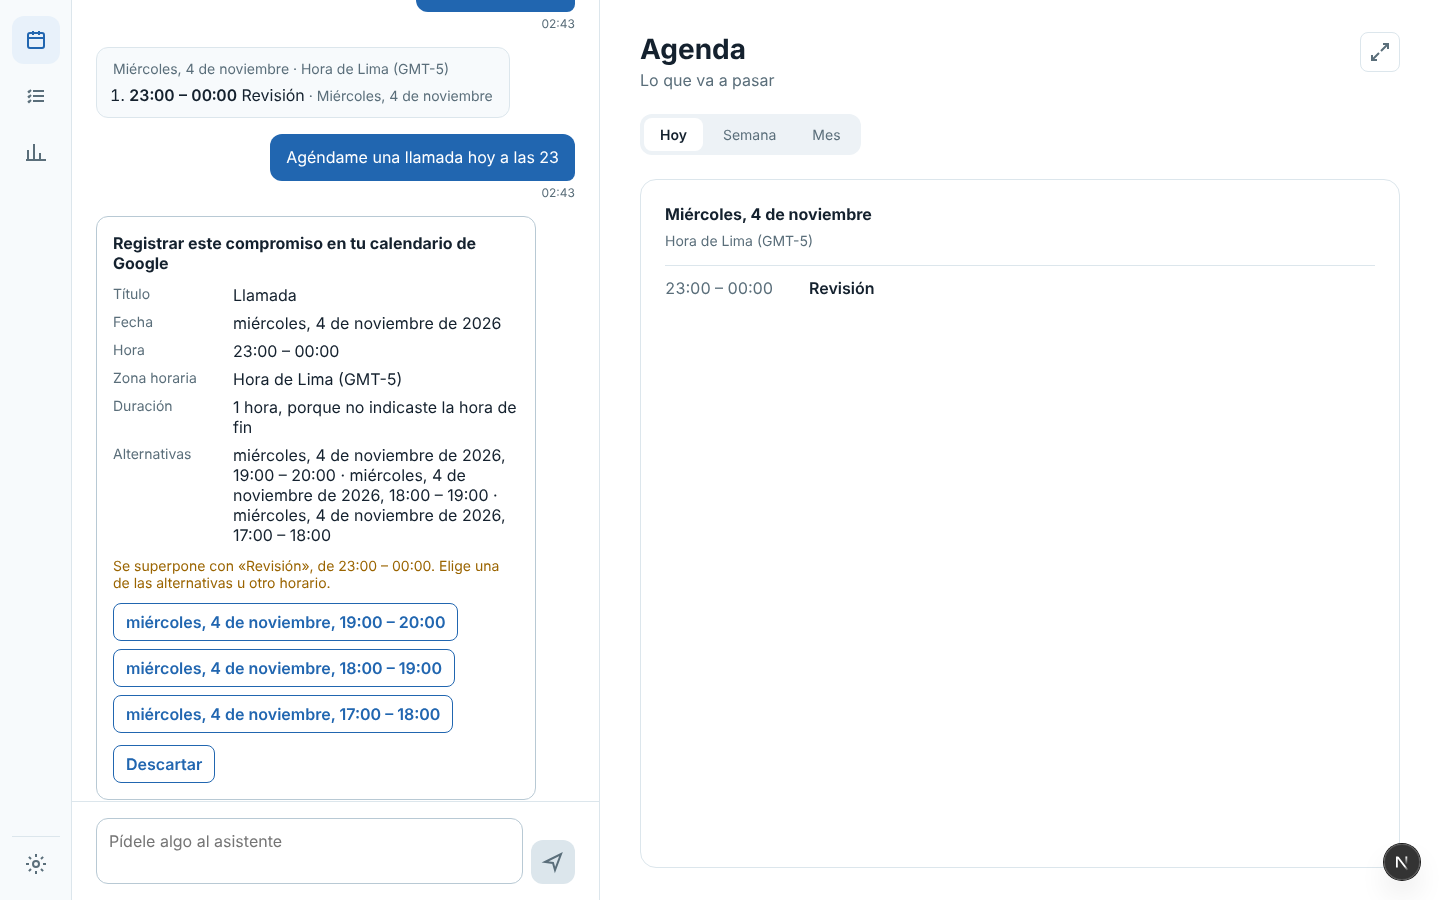 02:43
Miércoles, 4 de noviembre · Hora de Lima (GMT-5)
1. 23:00 – 00:00 Revisión · Miércoles, 4 de noviembre
Agéndame una llamada hoy a las 23
02:43
Registrar este compromiso en tu calendario de
Google
Título Llamada
Fecha miércoles, 4 de noviembre de 2026
Hora 23:00 – 00:00
Zona horaria Hora de Lima (GMT-5)
Duración 1 hora, porque no indicaste la hora de
fin
Alternativas miércoles, 4 de noviembre de 2026,
19:00 – 20:00 · miércoles, 4 de
noviembre de 2026, 18:00 – 19:00 ·
miércoles, 4 de noviembre de 2026,
17:00 – 18:00
Se superpone con «Revisión», de 23:00 – 00:00. Elige una
de las alternativas u otro horario.
miércoles, 4 de noviembre, 19:00 – 20:00
miércoles, 4 de noviembre, 18:00 – 19:00
miércoles, 4 de noviembre, 17:00 – 18:00
Descartar
Pídele algo al asistente
Agenda
Lo que va a pasar
Hoy Semana Mes
Miércoles, 4 de noviembre
Hora de Lima (GMT-5)
23:00 – 00:00 Revisión
N